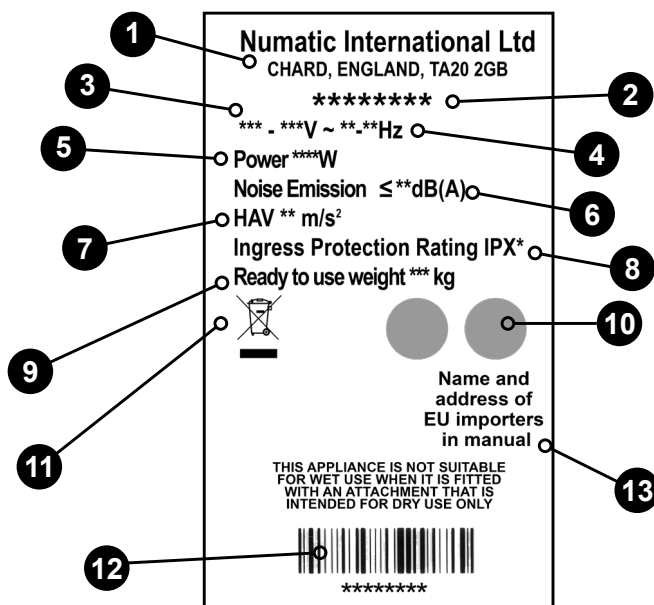 1
Numatic International Ltd
CHARD, ENGLAND, TA20 2GB
2
********
3
*** - ***V ~ **-**Hz
4
5
Power ****W
Noise Emission ≤ **dB(A)
6
7
HAV ** m/s²
Ingress Protection Rating IPX*
8
Ready to use weight *** kg
9
10
11
Name and
address of
EU importers
in manual
13
THIS APPLIANCE IS NOT SUITABLE
FOR WET USE WHEN IT IS FITTED
WITH AN ATTACHMENT THAT IS
INTENDED FOR DRY USE ONLY
12
********